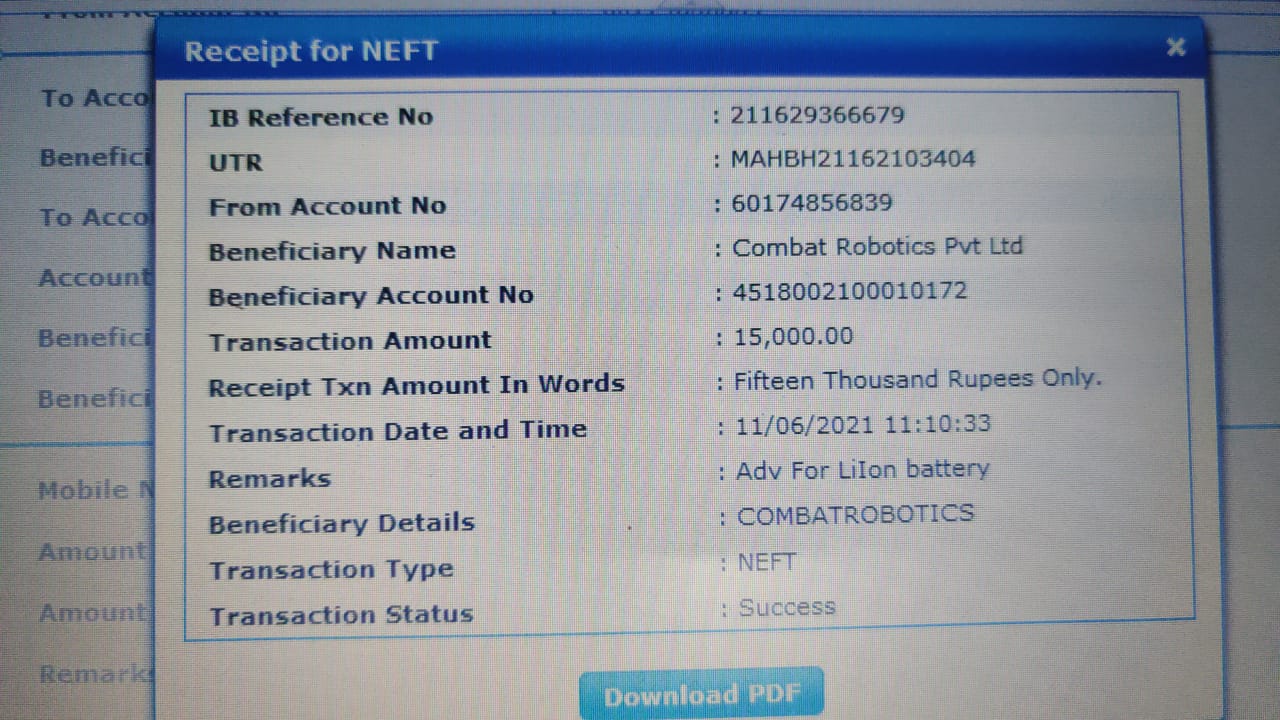 Receipt for NEFT x
To Acco
Benefici
To Acco
Account
Benefici
Benefici
Mobile N
Amount
Amount
Remark
IB Reference No : 211629366679
UTR : MAHBH21162103404
From Account No : 60174856839
Beneficiary Name : Combat Robotics Pvt Ltd
Beneficiary Account No : 4518002100010172
Transaction Amount : 15,000.00
Receipt Txn Amount In Words : Fifteen Thousand Rupees Only.
Transaction Date and Time : 11/06/2021 11:10:33
Remarks : Adv For LiIon battery
Beneficiary Details : COMBATROBOTICS
Transaction Type : NEFT
Transaction Status : Success
Download PDF